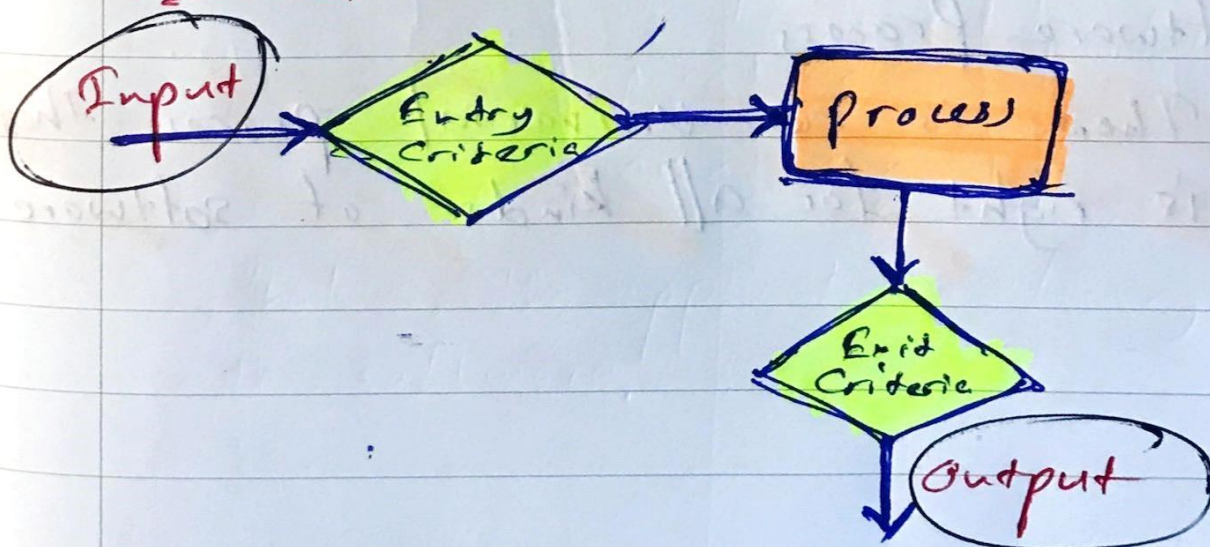 Input
Entry
Criteria
Process
Exit
Criteria
Output